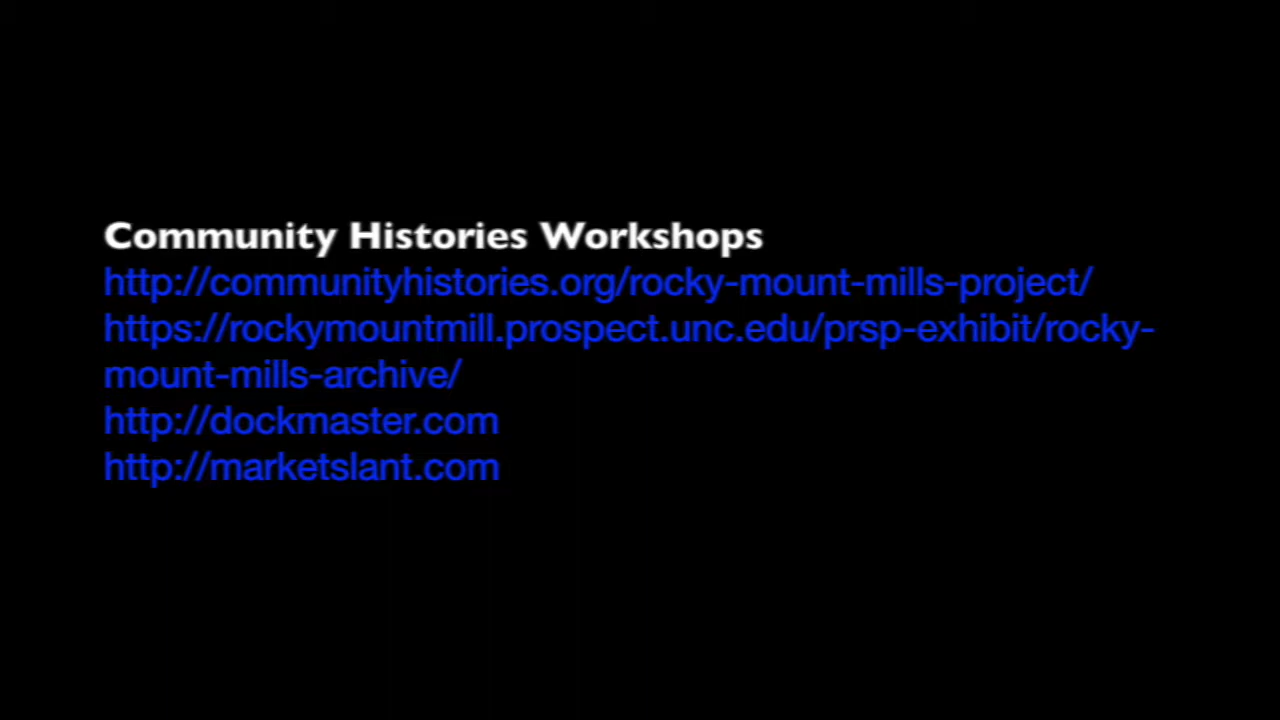 Community Histories Workshops
http://communityhistories.org/rocky-mount-mills-project/
https://rockymountmill.prospect.unc.edu/prsp-exhibit/rocky-
mount-mills-archive/
http://dockmaster.com
http://marketslant.com